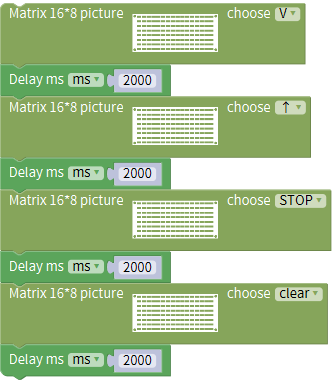 Matrix 16*8 picture choose V
Delay ms ms 2000
Matrix 16*8 picture choose ↑
Delay ms ms 2000
Matrix 16*8 picture choose STOP
Delay ms ms 2000
Matrix 16*8 picture choose clear
Delay ms ms 2000